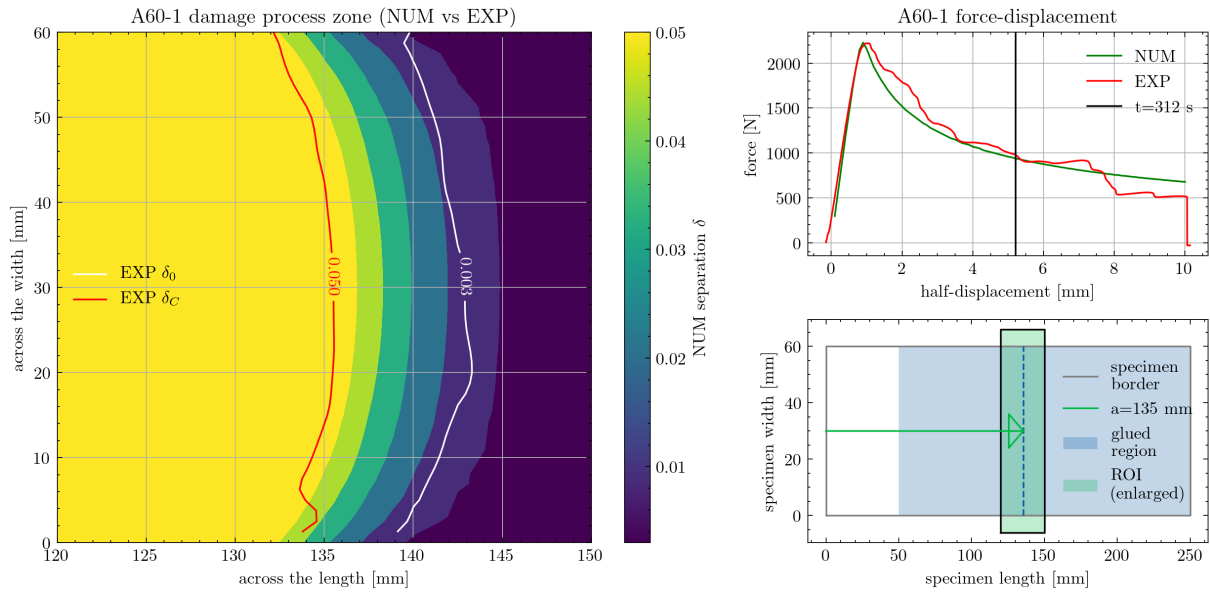 A60-1 damage process zone (NUM vs EXP)
60
50
40
30
20
10
0
across the width [mm]
EXP δ0
EXP δC
0.050
0.003
120
125
130
135
140
145
150
across the length [mm]
0.05
0.04
0.03
0.02
0.01
NUM separation δ
A60-1 force-displacement
2000
1500
1000
500
0
force [N]
NUM
EXP
t=312 s
0
2
4
6
8
10
half-displacement [mm]
60
40
20
0
specimen width [mm]
specimen
border
a=135 mm
glued
region
ROI
(enlarged)
0
50
100
150
200
250
specimen length [mm]